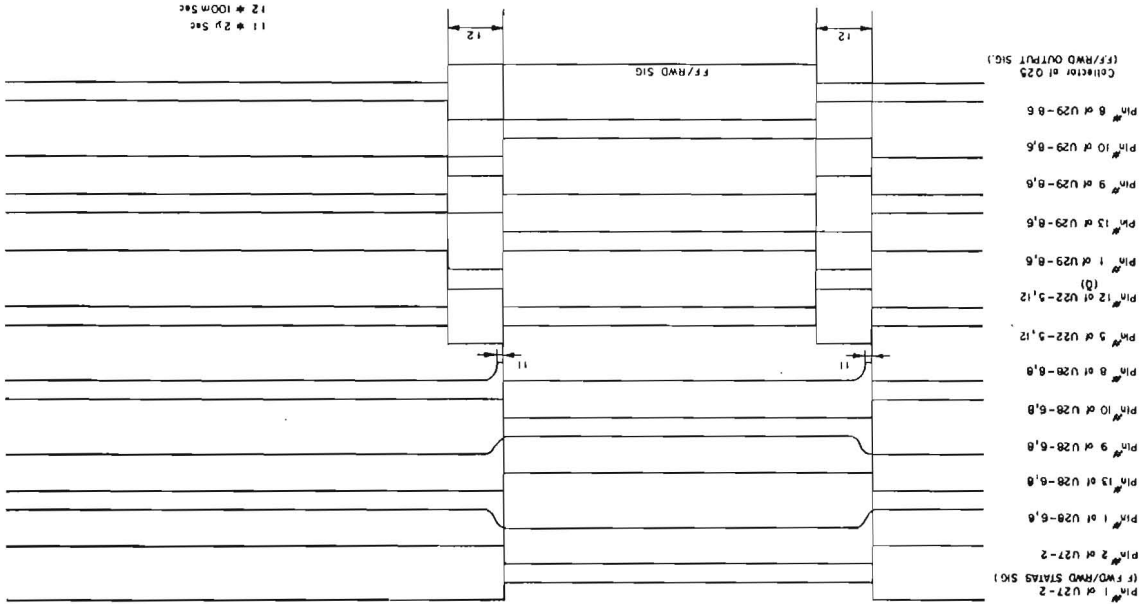 Pin # 1 of U27-2
(F FWD/RWD STATAS SIG)
Pin # 2 of U27-2
Pin # 1 of U28-6,8
Pin # 13 of U28-6,8
Pin # 9 of U28-6,8
Pin # 10 of U28-6,8
Pin # 8 of U28-6,8
t1
t1
Pin # 5 of U22-5,12
Pin # 12 of U22-5,12
(Q)
Pin # 1 of U29-8,6
Pin # 13 of U29-8,6
Pin # 9 of U29-8,6
Pin # 10 of U29-8,6
Pin # 8 of U29-8.6
Collector of Q25
(FF/RWD OUTPUT SIG.)
FF/RWD SIG
t2
t2
t1 ≑ 2μ Sec
t2 ≑ 100m Sec